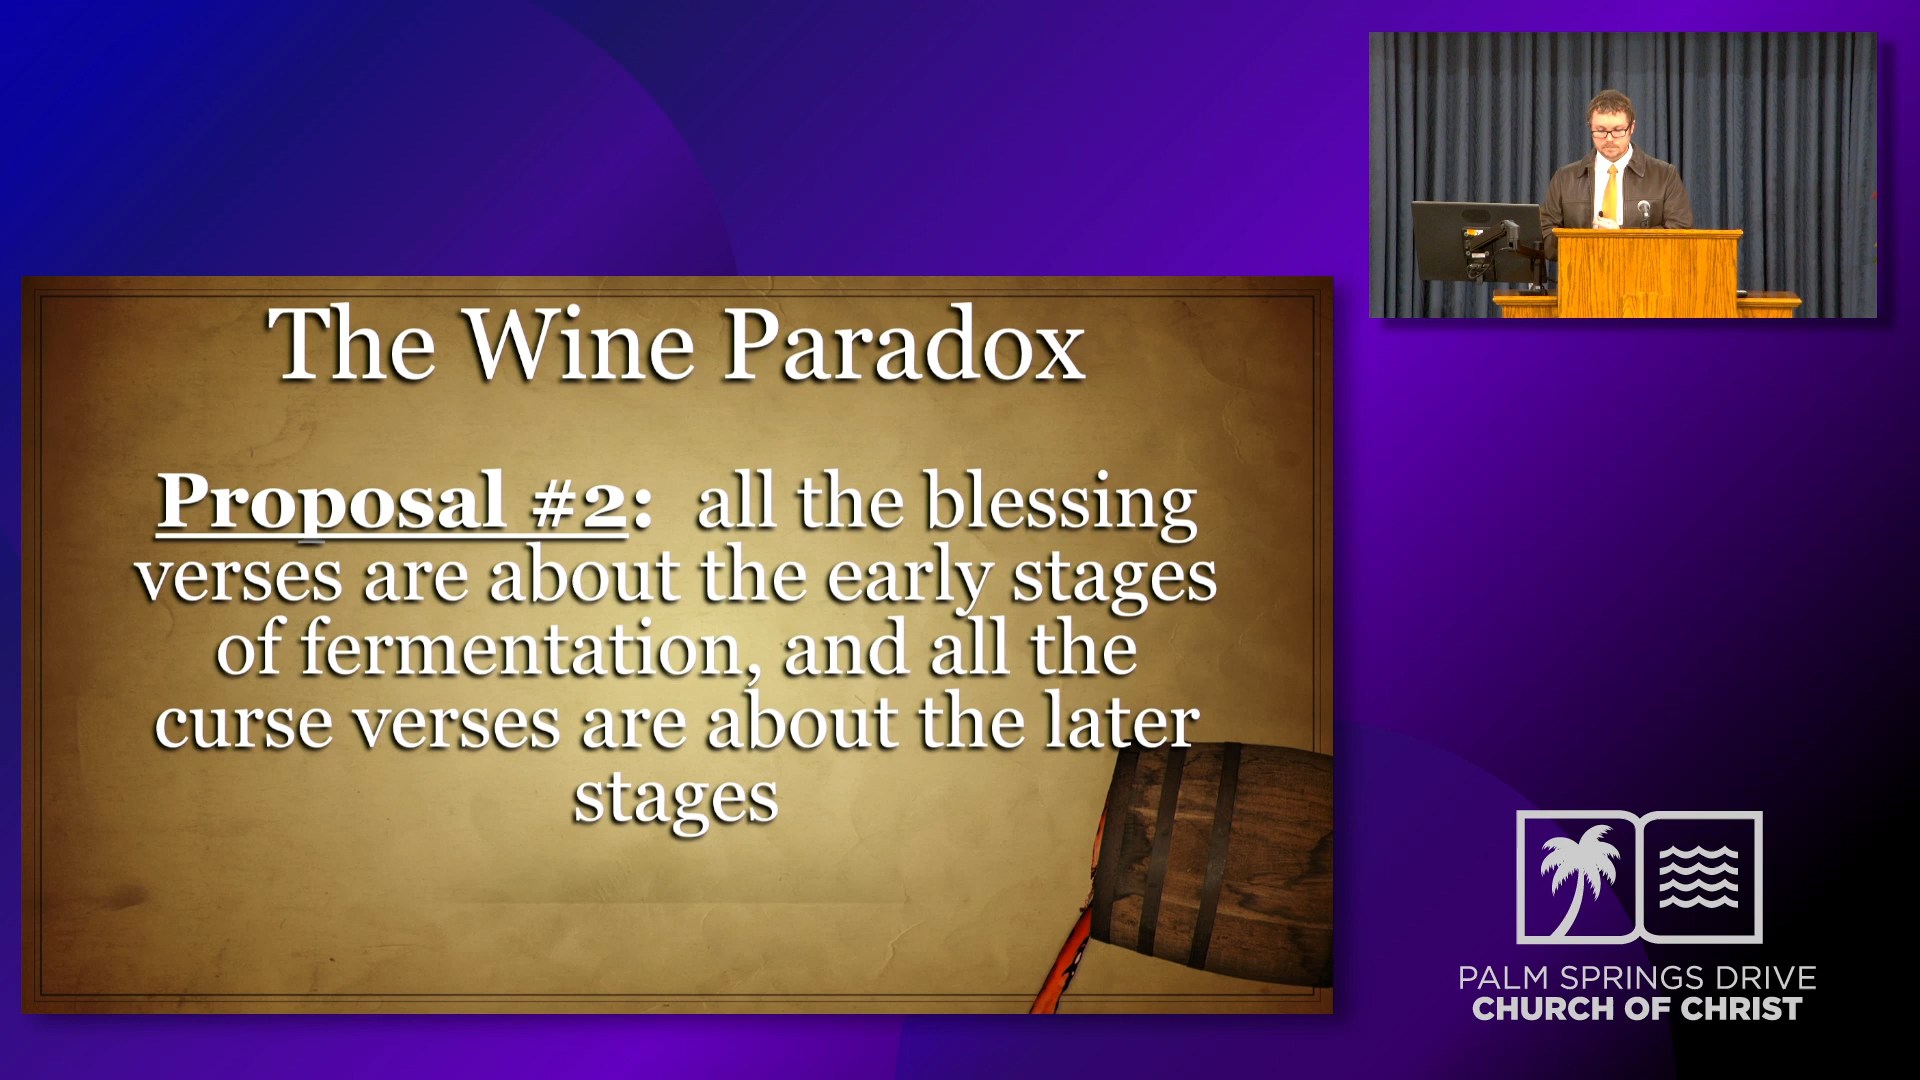 The Wine Paradox
Proposal #2: all the blessing
verses are about the early stages
of fermentation, and all the
curse verses are about the later
stages
PALM SPRINGS DRIVE
CHURCH OF CHRIST